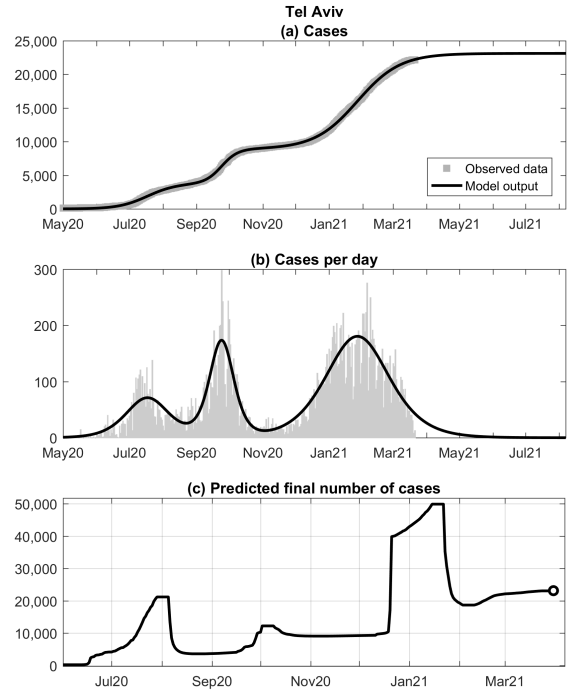 Tel Aviv
(a) Cases
25,000
20,000
15,000
10,000
5,000
0
Observed data
Model output
May20 Jul20 Sep20 Nov20 Jan21 Mar21 May21 Jul21
(b) Cases per day
300
200
100
0
May20 Jul20 Sep20 Nov20 Jan21 Mar21 May21 Jul21
(c) Predicted final number of cases
50,000
40,000
30,000
20,000
10,000
0
Jul20 Sep20 Nov20 Jan21 Mar21